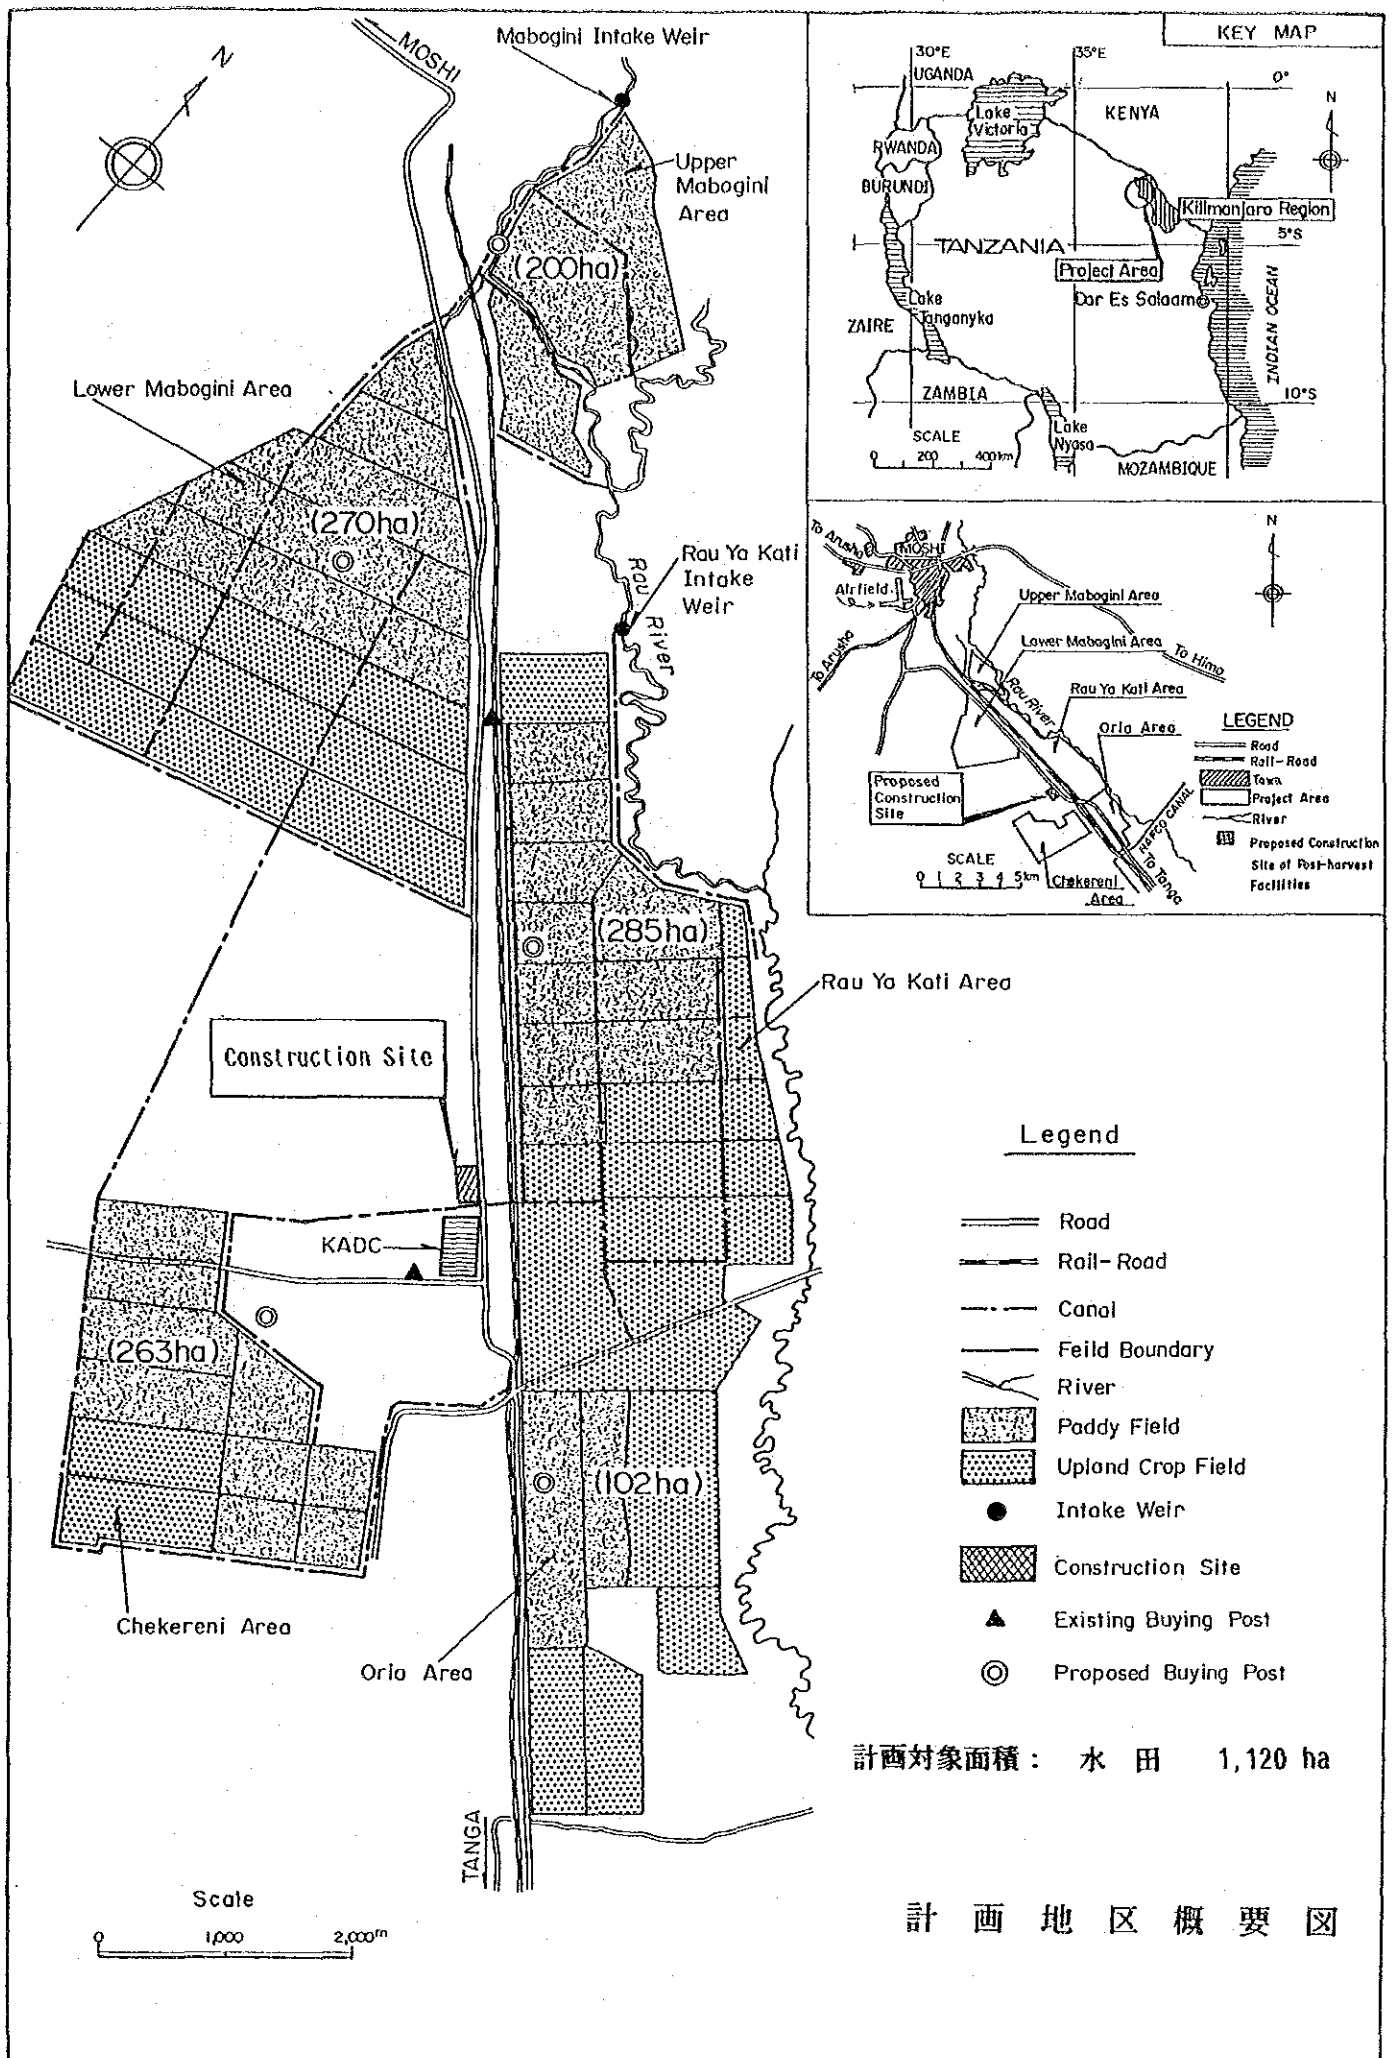 MOSHI
N
Mabogini Intake Weir
Upper
Mabogini
Area
(200ha)
Lower Mabogini Area
(270ha)
Rau Ya Kati
Intake
Weir
Rau River
(285ha)
Rau Ya Kati Area
Construction Site
KADC
(263ha)
(102ha)
Chekereni Area
Oria Area
TANGA
Scale
0 1,000 2,000m
KEY MAP
30°E
35°E
UGANDA
0°
Lake
Victoria
KENYA
N
RWANDA
BURUNDI
Kilimanjaro Region
5°S
TANZANIA
Project Area
Dar Es Salaam
Lake
Tanganyka
ZAIRE
INDIAN OCEAN
ZAMBIA
10°S
SCALE
0 200 400km
Lake
Nyasa
MOZAMBIQUE
To Arusha
MOSHI
N
Airfield
Upper Mabogini Area
To Arusha
Lower Mabogini Area
To Himo
Rau River
Rau Ya Kati Area
Oria Area
LEGEND
Road
Rail-Road
Town
Project Area
River
Proposed Construction
Site of Post-harvest
Facilities
Proposed
Construction
Site
NAFCO CANAL
To Tanga
SCALE
0 1 2 3 4 5km
Chekereni
Area
Legend
Road
Rail-Road
Canal
Feild Boundary
River
Paddy Field
Upland Crop Field
Intake Weir
Construction Site
Existing Buying Post
Proposed Buying Post
計画対象面積： 水 田 1,120 ha
計 画 地 区 概 要 図